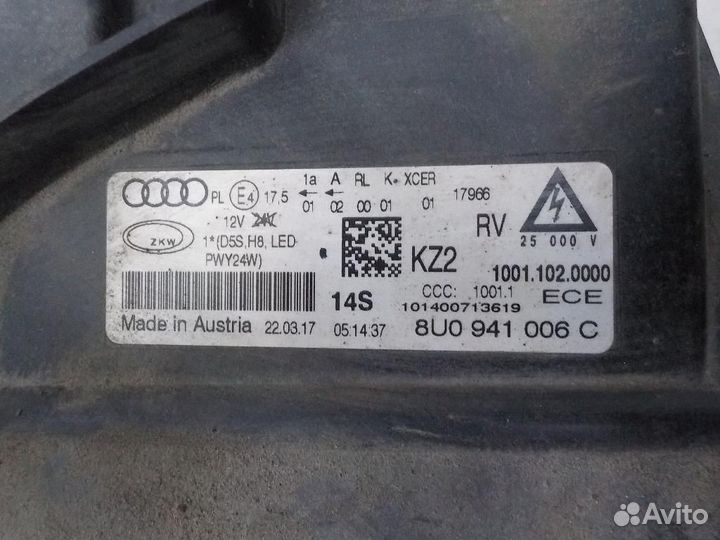 1a A RL K XCER
PL E4 17,5 01 02 00 01 01 17966
12V 24V
ZKW
1*(D5S,H8, LED
PWY24W)
KZ2
RV
25 000 V
1001.102.0000
14S
CCC: 1001.1
ECE
101400713619
Made in Austria 22.03.17 05:14:37 8U0 941 006 C
Avito